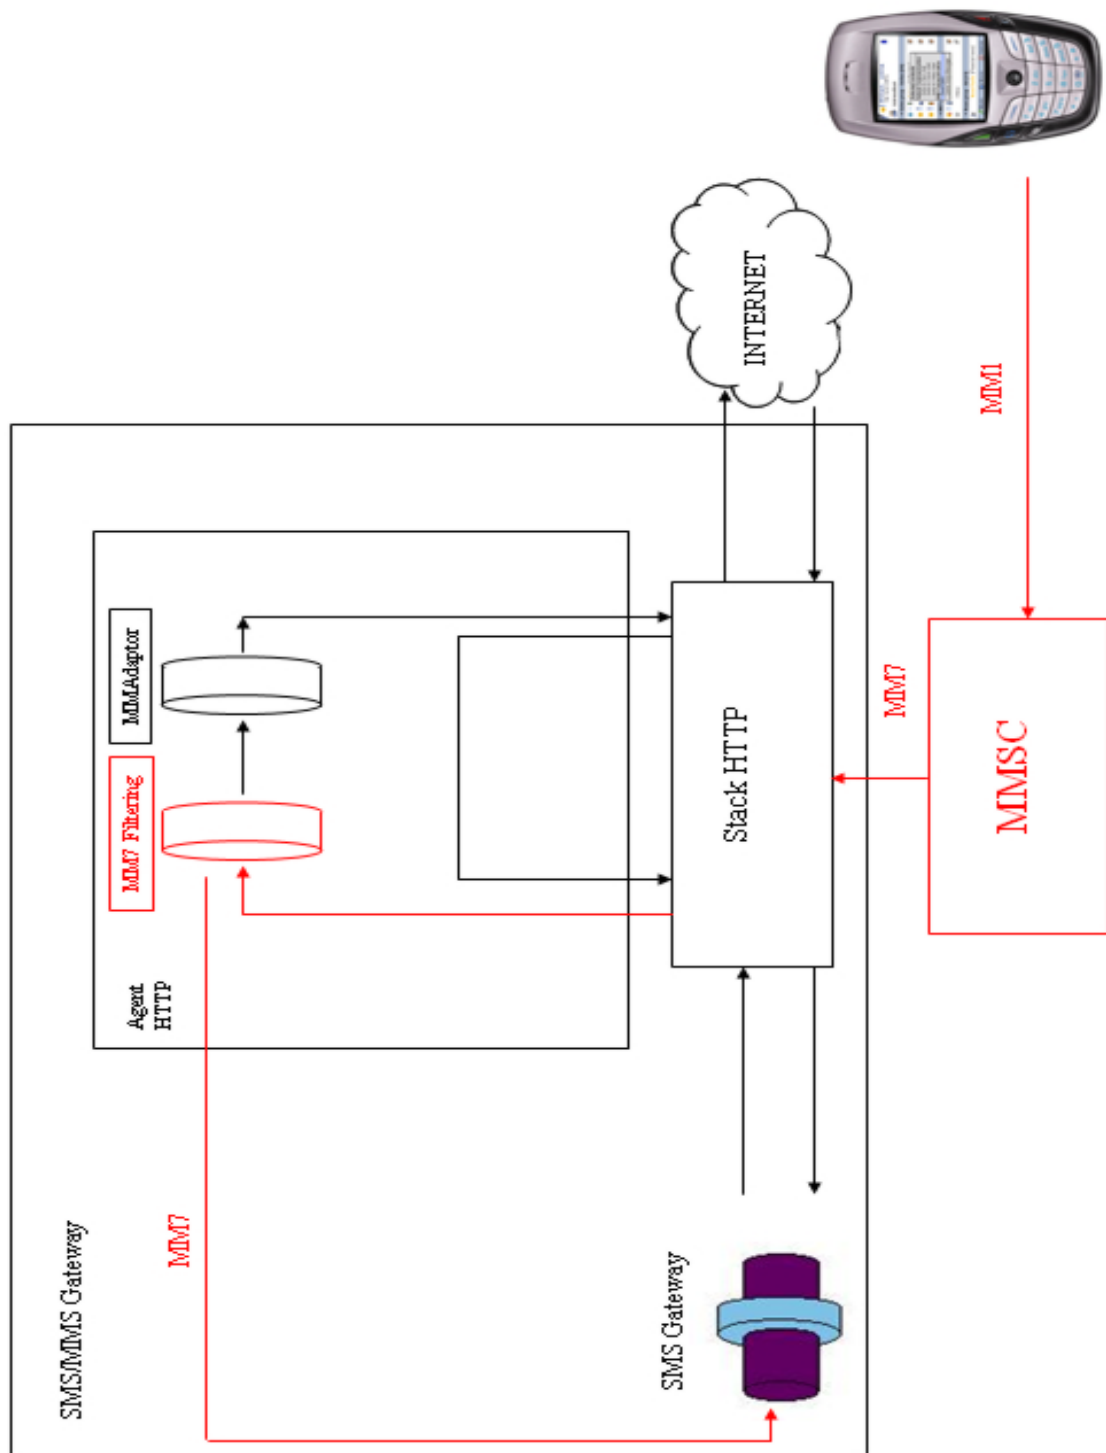 SMS/MMS Gateway
Agent
HTTP
MM7 Filtering
MMAdaptor
MM7
INTERNET
Stack HTTP
SMS Gateway
MM7
MM1
MMSC